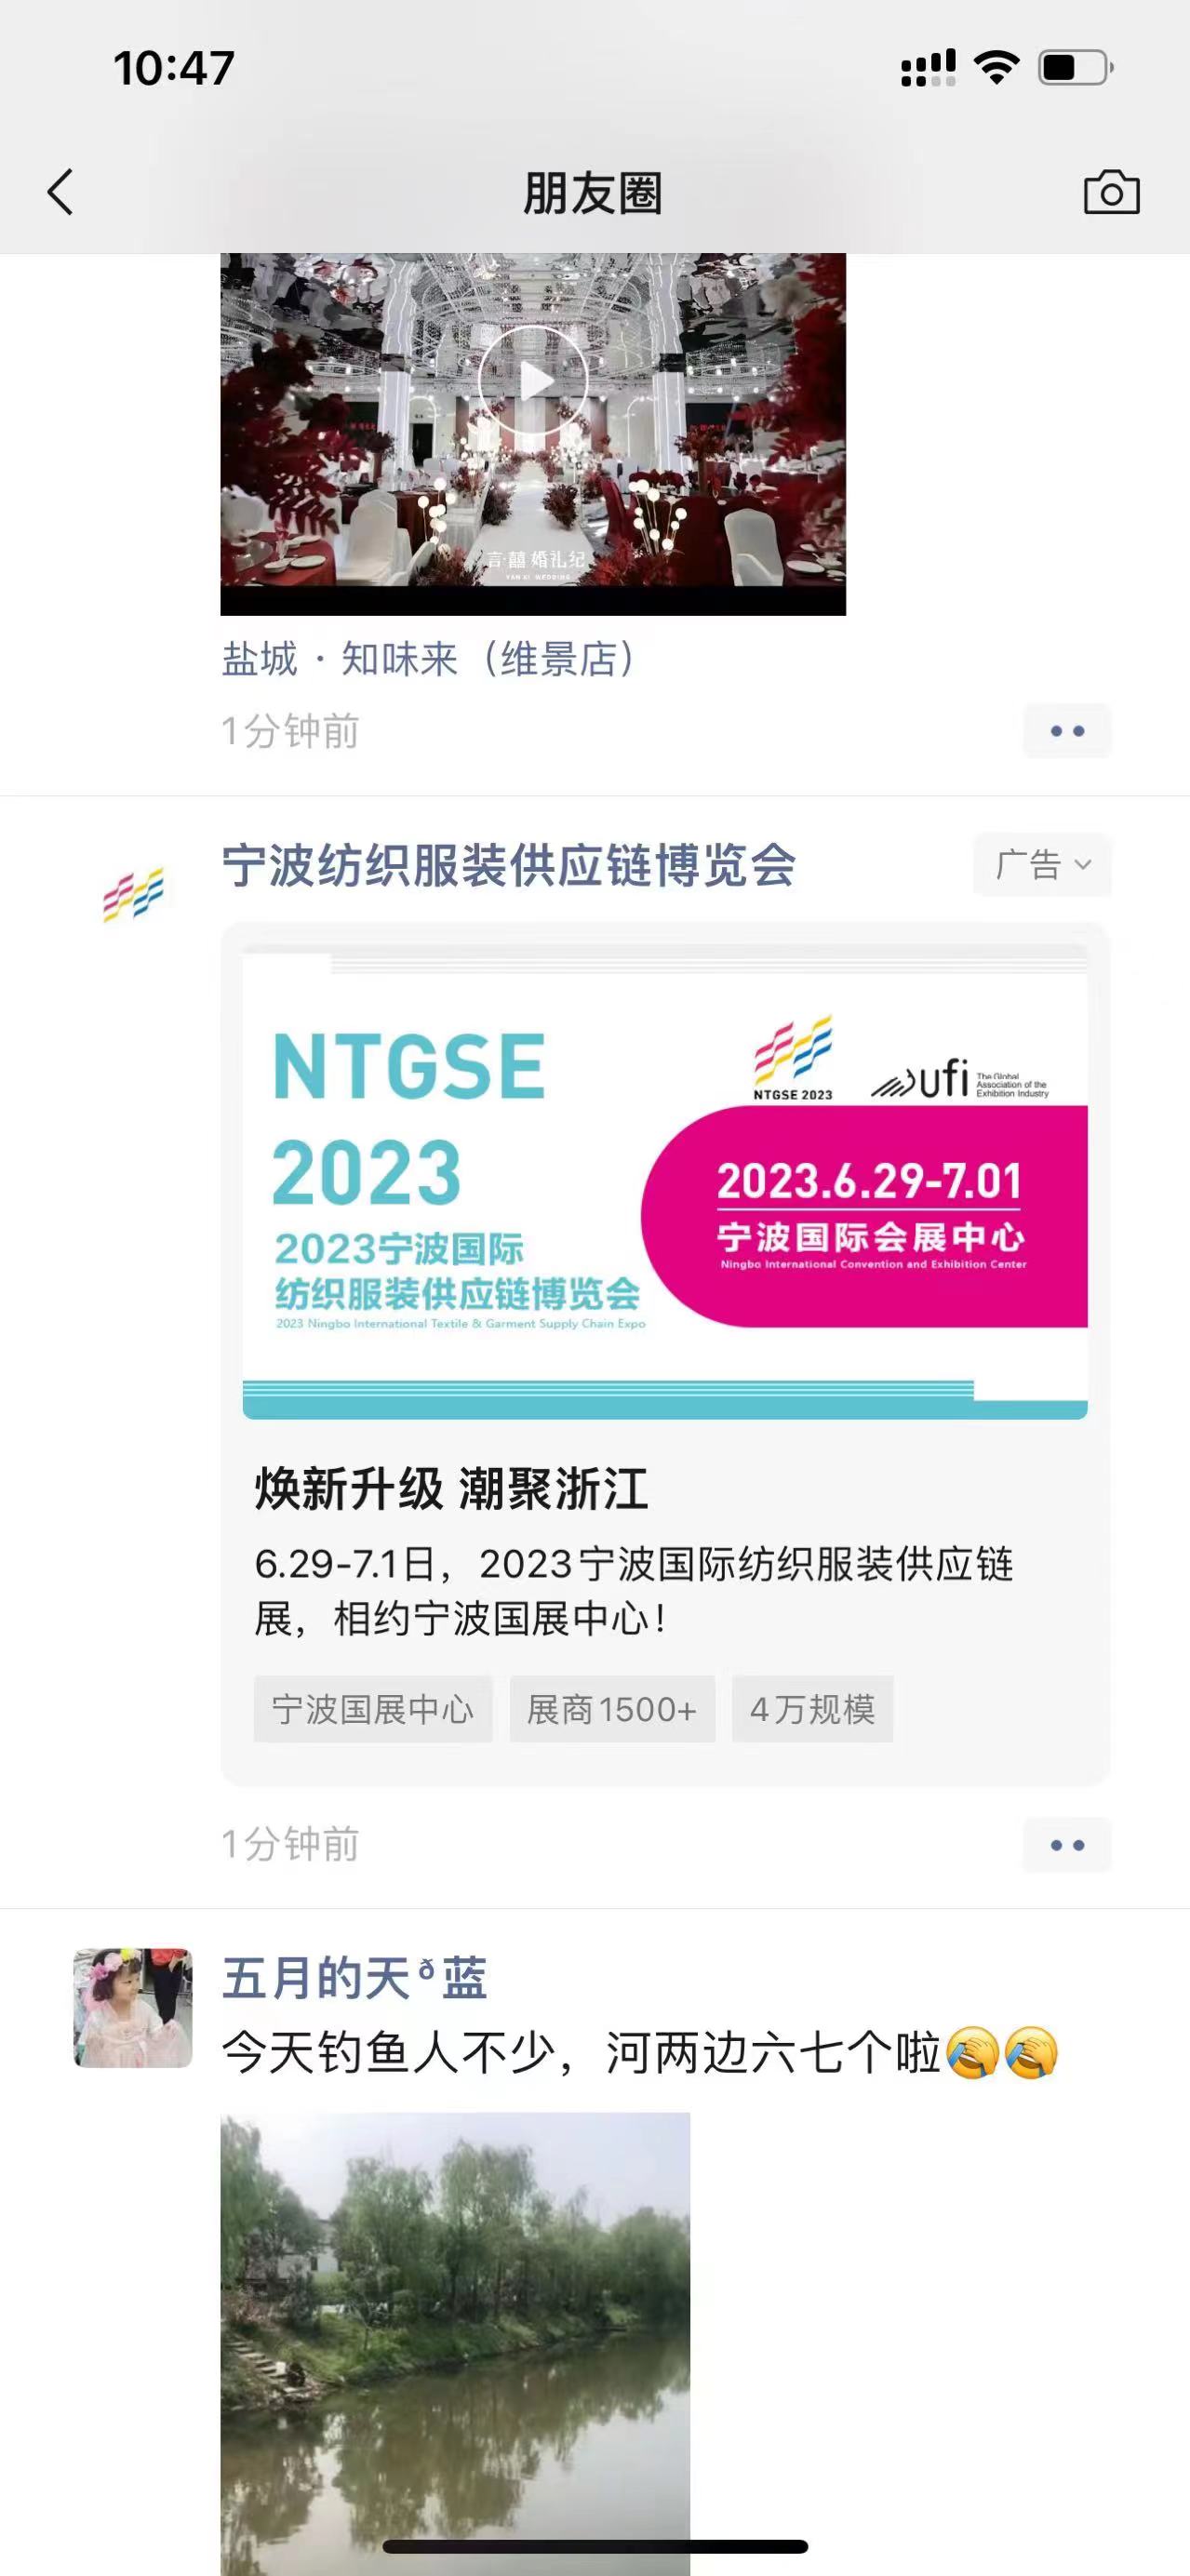 10:47
朋友圈
言·囍 婚礼纪
YAN XI WEDDING
盐城 · 知味来（维景店）
1分钟前
宁波纺织服装供应链博览会
广告
NTGSE
2023
2023宁波国际
纺织服装供应链博览会
2023 Ningbo International Textile & Garment Supply Chain Expo
NTGSE 2023
ufi
The Global
Association of the
Exhibition Industry
2023.6.29-7.01
宁波国际会展中心
Ningbo International Convention and Exhibition Center
焕新升级 潮聚浙江
6.29-7.1日，2023宁波国际纺织服装供应链
展，相约宁波国展中心！
宁波国展中心
展商1500+
4万规模
1分钟前
五月的天ð蓝
今天钓鱼人不少，河两边六七个啦🤣🤣